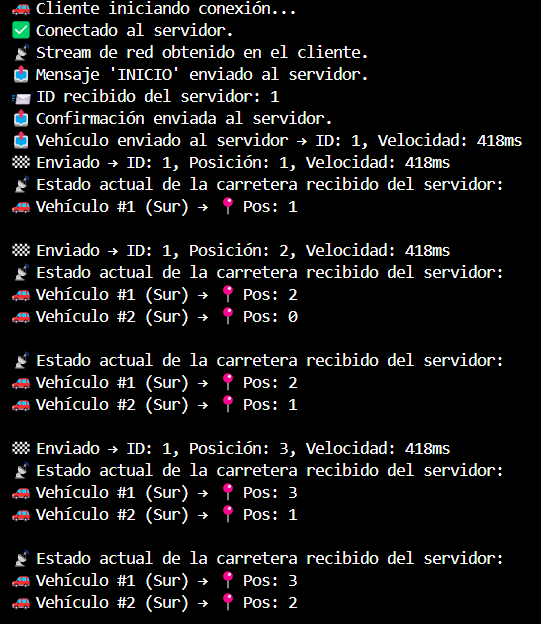 🚗 Cliente iniciando conexión...
✅ Conectado al servidor.
📡 Stream de red obtenido en el cliente.
📤 Mensaje 'INICIO' enviado al servidor.
📨 ID recibido del servidor: 1
📤 Confirmación enviada al servidor.
📤 Vehículo enviado al servidor → ID: 1, Velocidad: 418ms
🏁 Enviado → ID: 1, Posición: 1, Velocidad: 418ms
📡 Estado actual de la carretera recibido del servidor:
🚗 Vehículo #1 (Sur) → 📍 Pos: 1

🏁 Enviado → ID: 1, Posición: 2, Velocidad: 418ms
📡 Estado actual de la carretera recibido del servidor:
🚗 Vehículo #1 (Sur) → 📍 Pos: 2
🚗 Vehículo #2 (Sur) → 📍 Pos: 0

📡 Estado actual de la carretera recibido del servidor:
🚗 Vehículo #1 (Sur) → 📍 Pos: 2
🚗 Vehículo #2 (Sur) → 📍 Pos: 1

🏁 Enviado → ID: 1, Posición: 3, Velocidad: 418ms
📡 Estado actual de la carretera recibido del servidor:
🚗 Vehículo #1 (Sur) → 📍 Pos: 3
🚗 Vehículo #2 (Sur) → 📍 Pos: 1

📡 Estado actual de la carretera recibido del servidor:
🚗 Vehículo #1 (Sur) → 📍 Pos: 3
🚗 Vehículo #2 (Sur) → 📍 Pos: 2